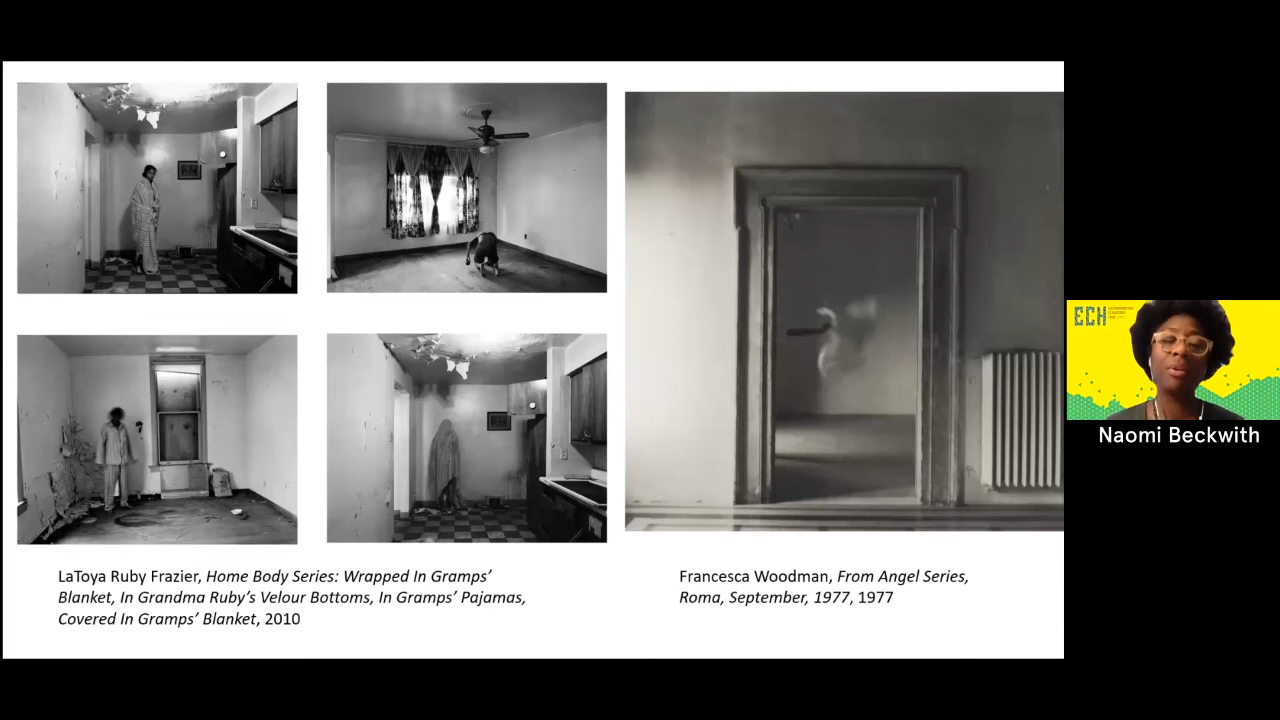 LaToya Ruby Frazier, Home Body Series: Wrapped In Gramps’
Blanket, In Grandma Ruby’s Velour Bottoms, In Gramps’ Pajamas,
Covered In Gramps’ Blanket, 2010
Francesca Woodman, From Angel Series,
Roma, September, 1977, 1977
ECH
Naomi Beckwith